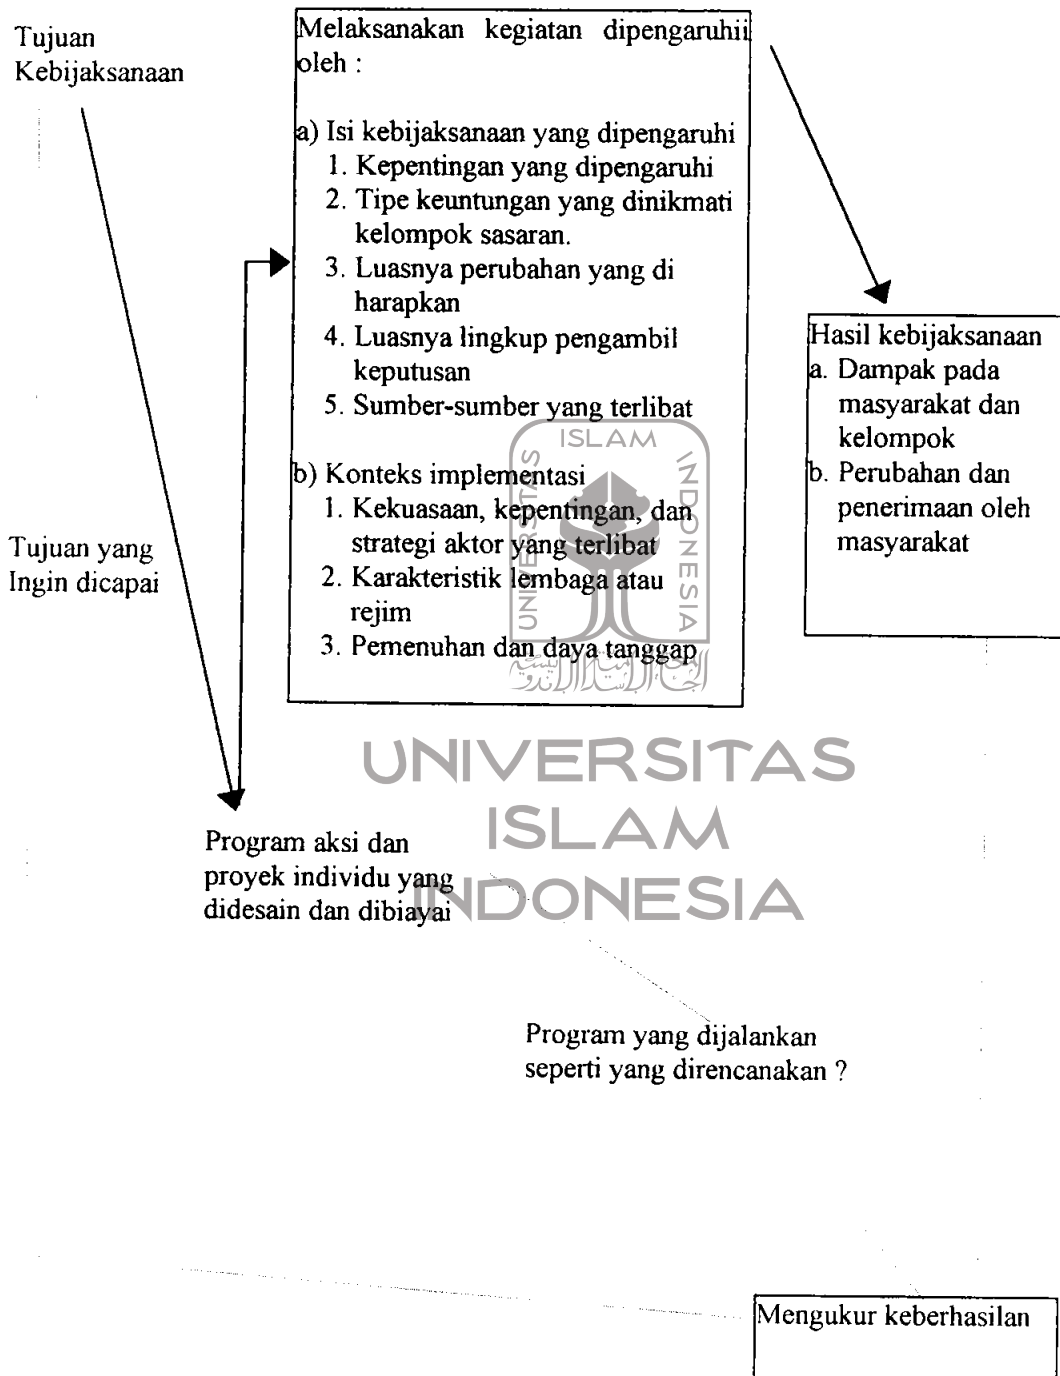 Tujuan
Kebijaksanaan
Melaksanakan kegiatan dipengaruhii
oleh :
a) Isi kebijaksanaan yang dipengaruhi
1. Kepentingan yang dipengaruhi
2. Tipe keuntungan yang dinikmati
kelompok sasaran.
3. Luasnya perubahan yang di
harapkan
4. Luasnya lingkup pengambil
keputusan
5. Sumber-sumber yang terlibat
b) Konteks implementasi
1. Kekuasaan, kepentingan, dan
strategi aktor yang terlibat
2. Karakteristik lembaga atau
rejim
3. Pemenuhan dan daya tanggap
Hasil kebijaksanaan
a. Dampak pada
masyarakat dan
kelompok
b. Perubahan dan
penerimaan oleh
masyarakat
Tujuan yang
Ingin dicapai
ISLAM
UNIVERSITAS
INDONESIA
UNIVERSITAS
ISLAM
INDONESIA
Program aksi dan
proyek individu yang
didesain dan dibiayai
Program yang dijalankan
seperti yang direncanakan ?
Mengukur keberhasilan